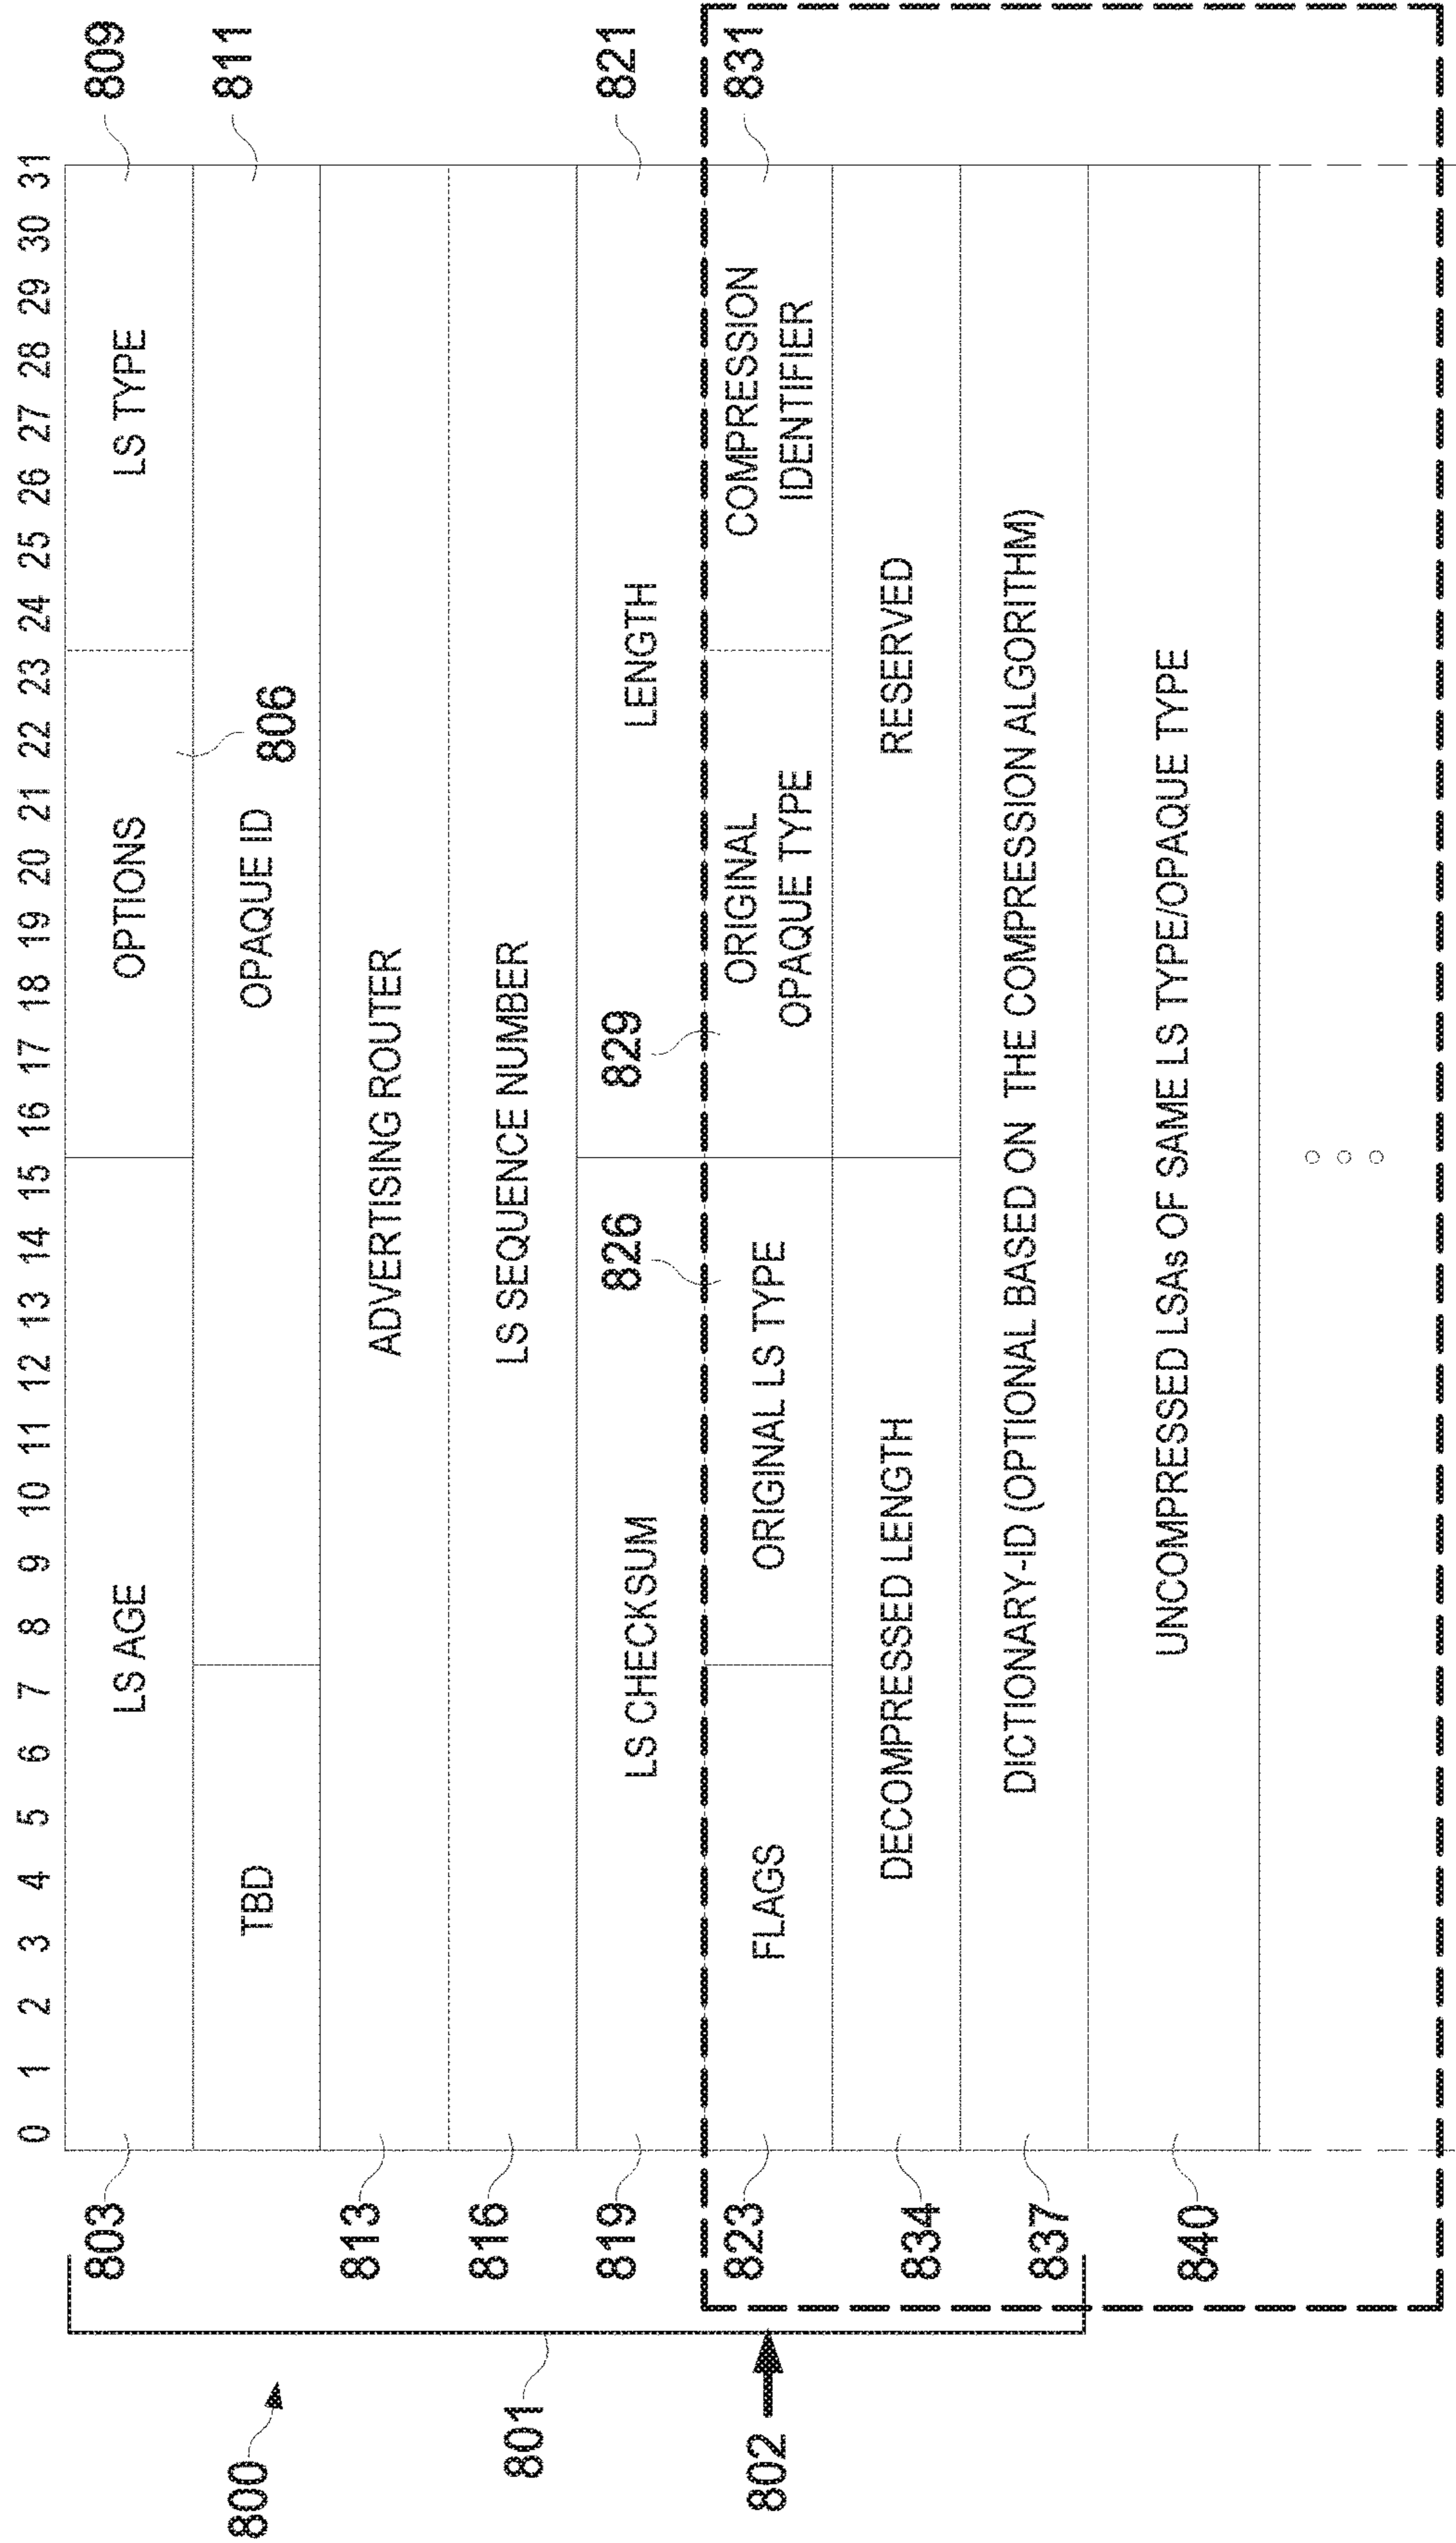 0 1 2 3 4 5 6 7 8 9 10 11 12 13 14 15 16 17 18 19 20 21 22 23 24 25 26 27 28 29 30 31
800
801
802
803
LS AGE
OPTIONS
806
LS TYPE
809
TBD
OPAQUE ID
811
813
ADVERTISING ROUTER
816
LS SEQUENCE NUMBER
819
LS CHECKSUM
LENGTH
821
823
FLAGS
826
ORIGINAL LS TYPE
829
ORIGINAL
OPAQUE TYPE
COMPRESSION
IDENTIFIER
831
834
DECOMPRESSED LENGTH
RESERVED
837
DICTIONARY-ID (OPTIONAL BASED ON THE COMPRESSION ALGORITHM)
840
UNCOMPRESSED LSAs OF SAME LS TYPE/OPAQUE TYPE